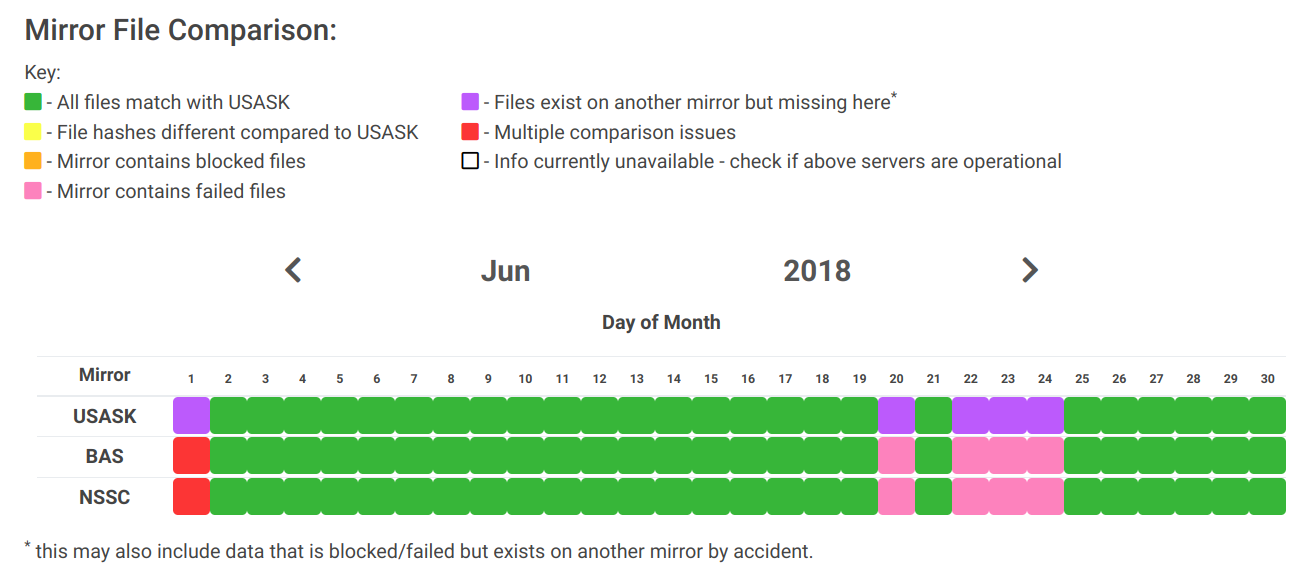 Mirror File Comparison:
Key:
- All files match with USASK
- File hashes different compared to USASK
- Mirror contains blocked files
- Mirror contains failed files
- Files exist on another mirror but missing here*
- Multiple comparison issues
- Info currently unavailable - check if above servers are operational
Jun 2018
Day of Month
Mirror 1 2 3 4 5 6 7 8 9 10 11 12 13 14 15 16 17 18 19 20 21 22 23 24 25 26 27 28 29 30
USASK
BAS
NSSC
* this may also include data that is blocked/failed but exists on another mirror by accident.